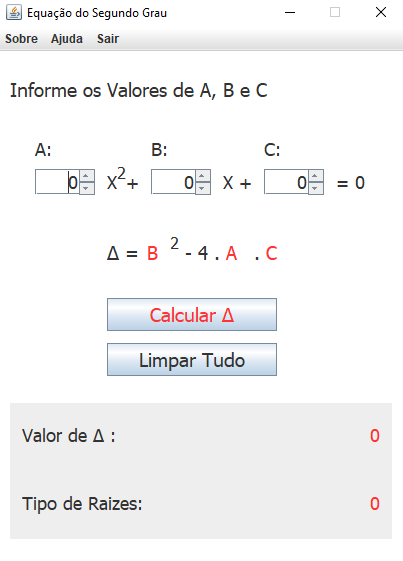 Equação do Segundo Grau
Sobre Ajuda Sair
Informe os Valores de A, B e C
A: B: C:
0 X²+ 0 X + 0 = 0
Δ = B ² - 4 . A . C
Calcular Δ
Limpar Tudo
Valor de Δ : 0
Tipo de Raizes: 0